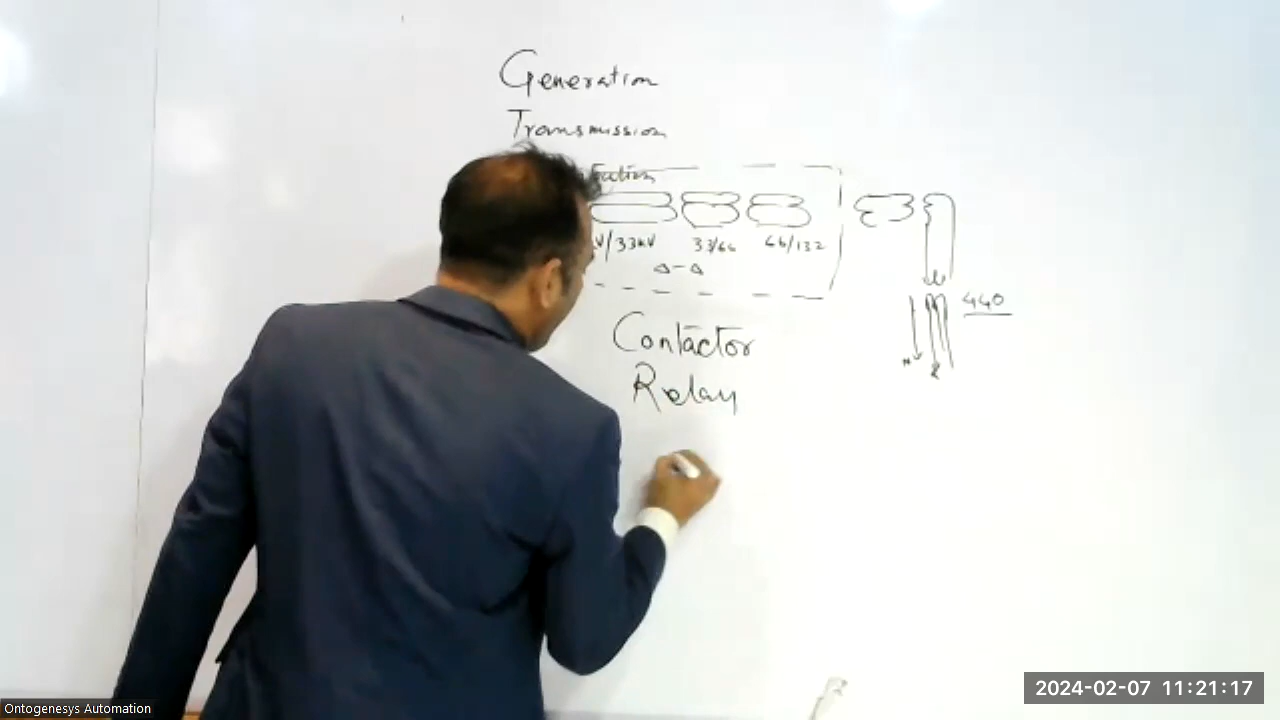 Generation
Transmission
V/33kV 33/66 66/132
Δ-Δ
440
Contactor
Relay
N
R
Ontogenesys Automation
2024-02-07 11:21:17